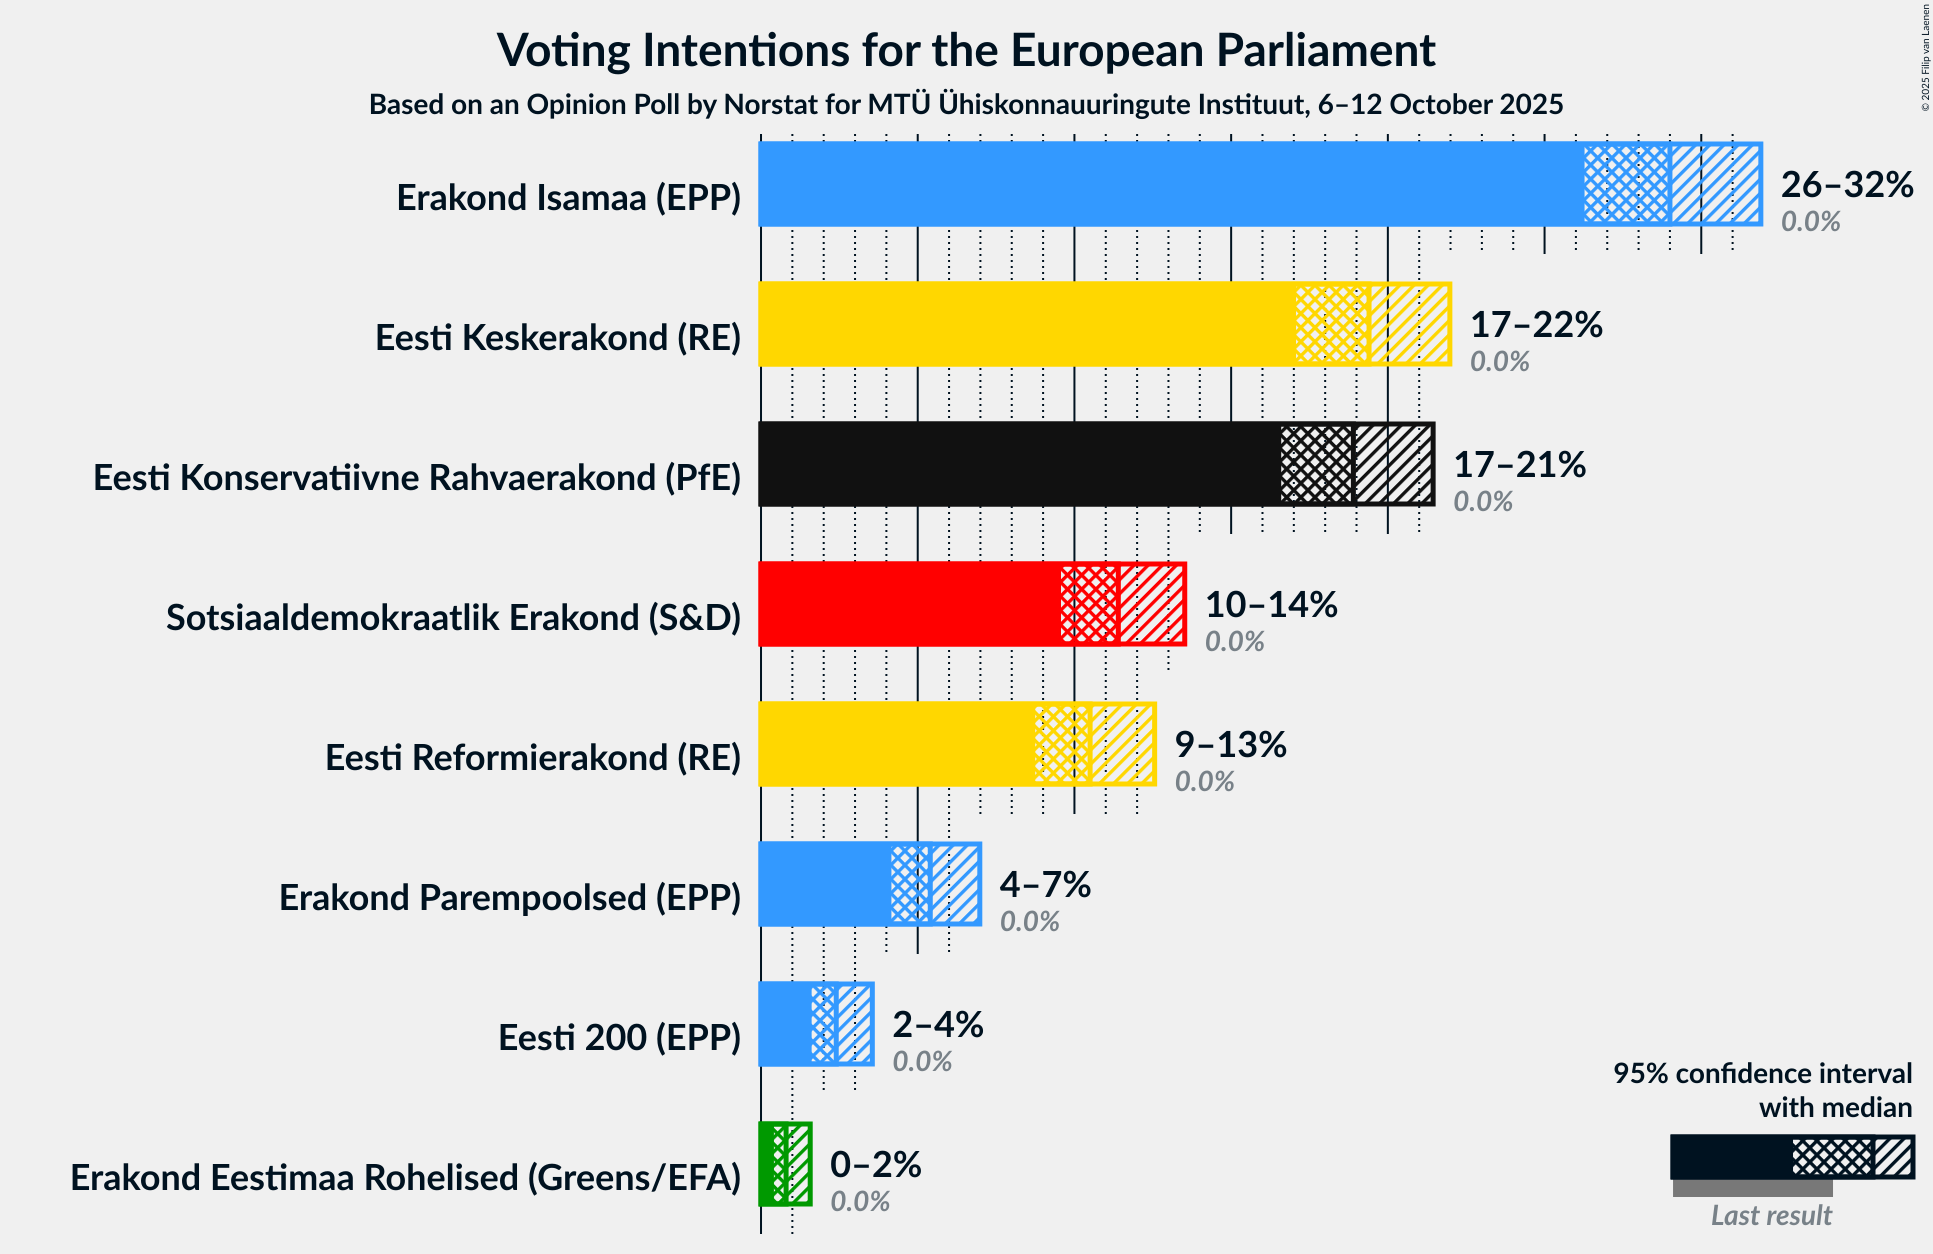 Voting Intentions for the European Parliament
Based on an Opinion Poll by Norstat for MTÜ Ühiskonnauuringute Instituut, 6–12 October 2025
© 2025 Filip van Laenen
Erakond Isamaa (EPP)
26–32%
0.0%
Eesti Keskerakond (RE)
17–22%
0.0%
Eesti Konservatiivne Rahvaerakond (PfE)
17–21%
0.0%
Sotsiaaldemokraatlik Erakond (S&D)
10–14%
0.0%
Eesti Reformierakond (RE)
9–13%
0.0%
Erakond Parempoolsed (EPP)
4–7%
0.0%
Eesti 200 (EPP)
2–4%
0.0%
Erakond Eestimaa Rohelised (Greens/EFA)
0–2%
0.0%
95% confidence interval
with median
Last result